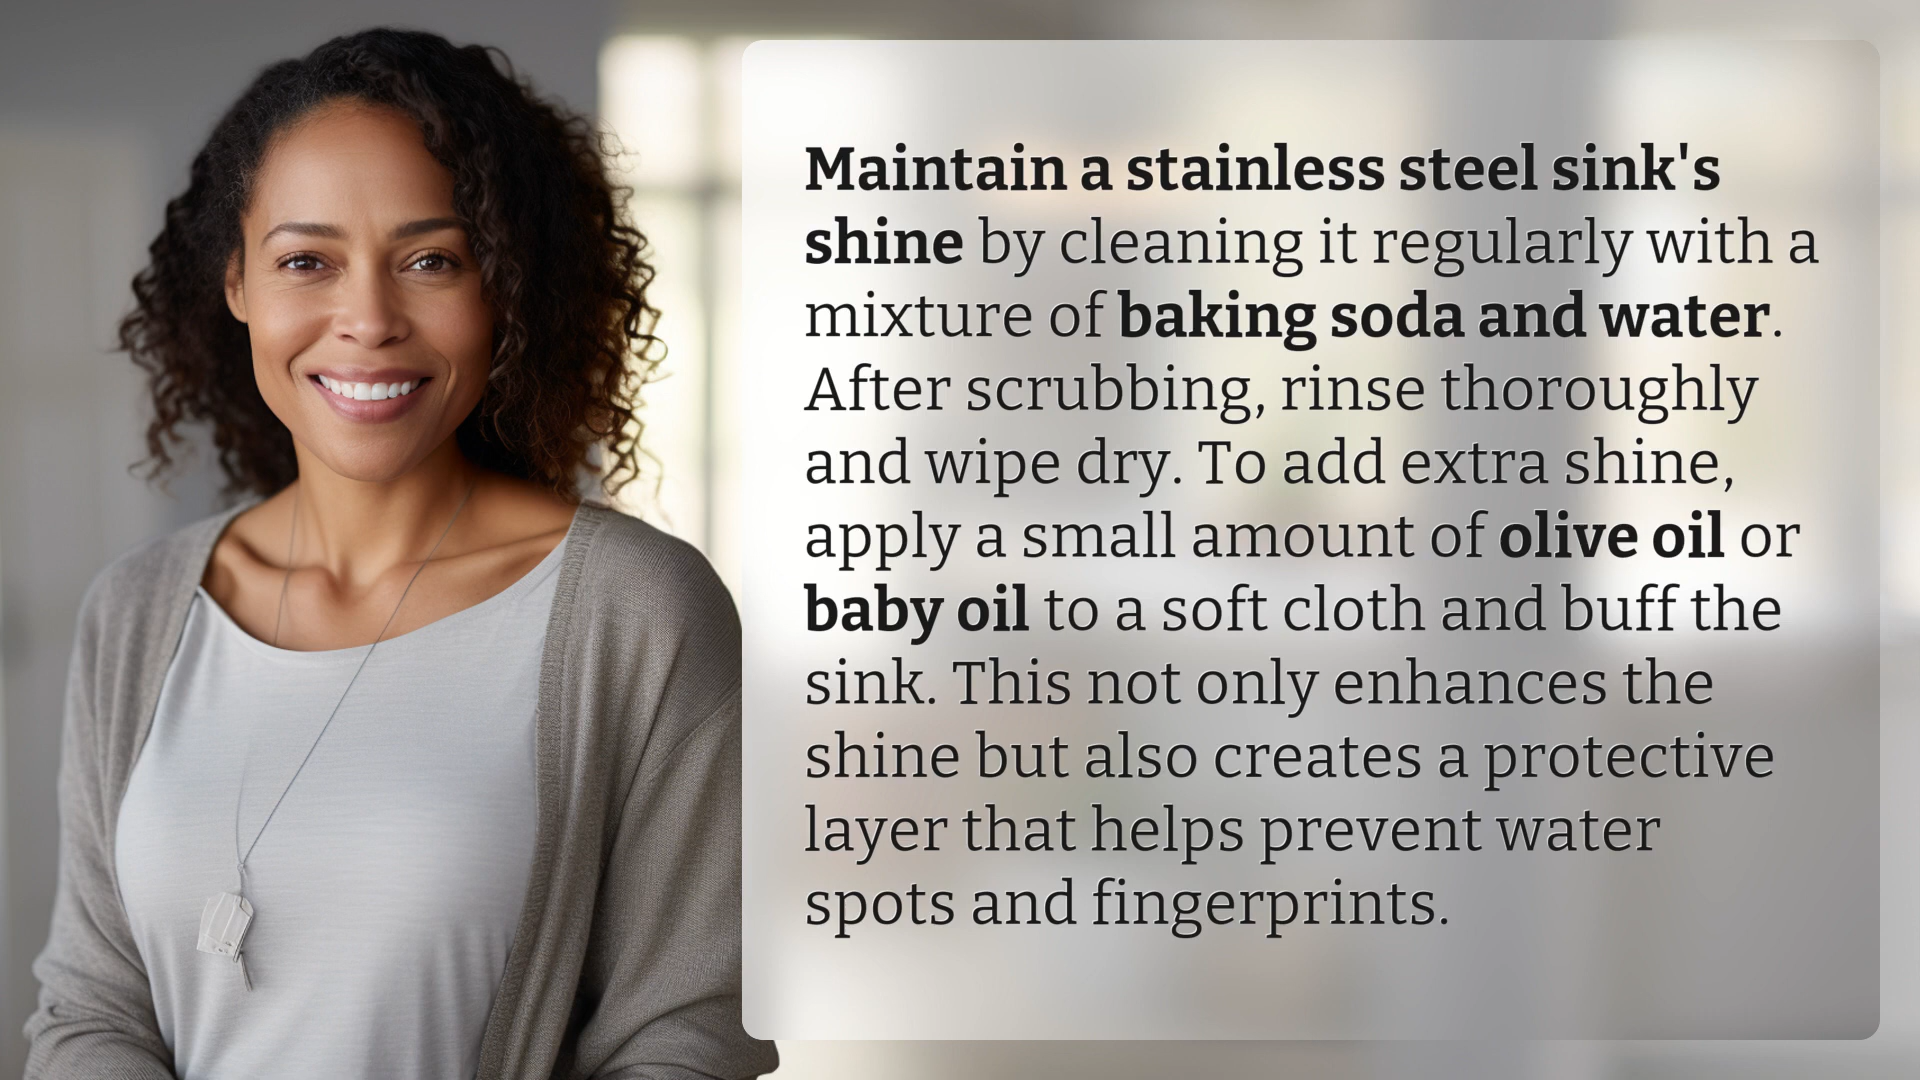 Maintain a stainless steel sink's
shine by cleaning it regularly with a
mixture of baking soda and water.
After scrubbing, rinse thoroughly
and wipe dry. To add extra shine,
apply a small amount of olive oil or
baby oil to a soft cloth and buff the
sink. This not only enhances the
shine but also creates a protective
layer that helps prevent water
spots and fingerprints.